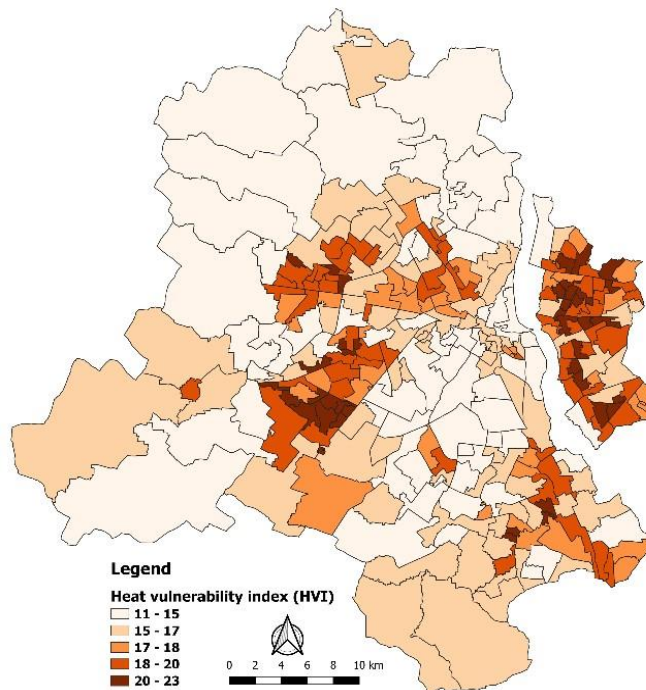 Legend
Heat vulnerability index (HVI)
11 - 15
15 - 17
17 - 18
18 - 20
20 - 23
0 2 4 6 8 10 km